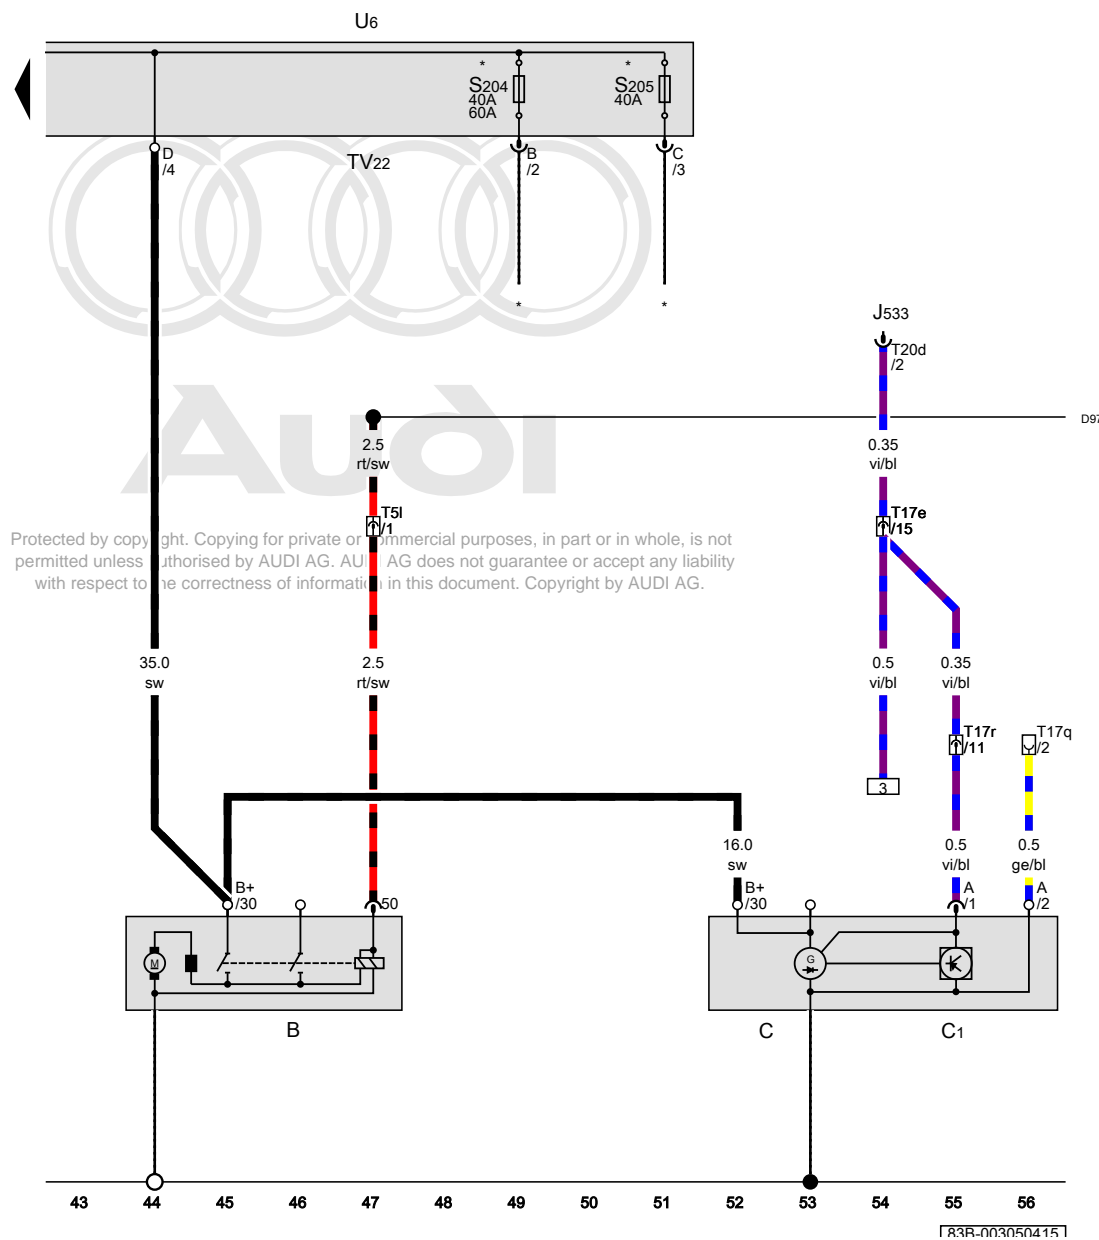 U6
*
*
S204
S205
40A
40A
60A
D
/4
TV22
B
/2
C
/3
*
*
J533
T20d
/2
Audi
D97
2.5
rt/sw
0.35
vi/bl
T5l
/1
T17e
/15
Protected by copyright. Copying for private or commercial purposes, in part or in whole, is not
permitted unless authorised by AUDI AG. AUDI AG does not guarantee or accept any liability
with respect to the correctness of information in this document. Copyright by AUDI AG.
35.0
sw
2.5
rt/sw
0.5
vi/bl
0.35
vi/bl
T17r
/11
T17q
/2
3
16.0
sw
0.5
vi/bl
0.5
ge/bl
B+
/30
50
B+
/30
A
/1
A
/2
M
G
B
C
C1
43 44 45 46 47 48 49 50 51 52 53 54 55 56
83B-003050415